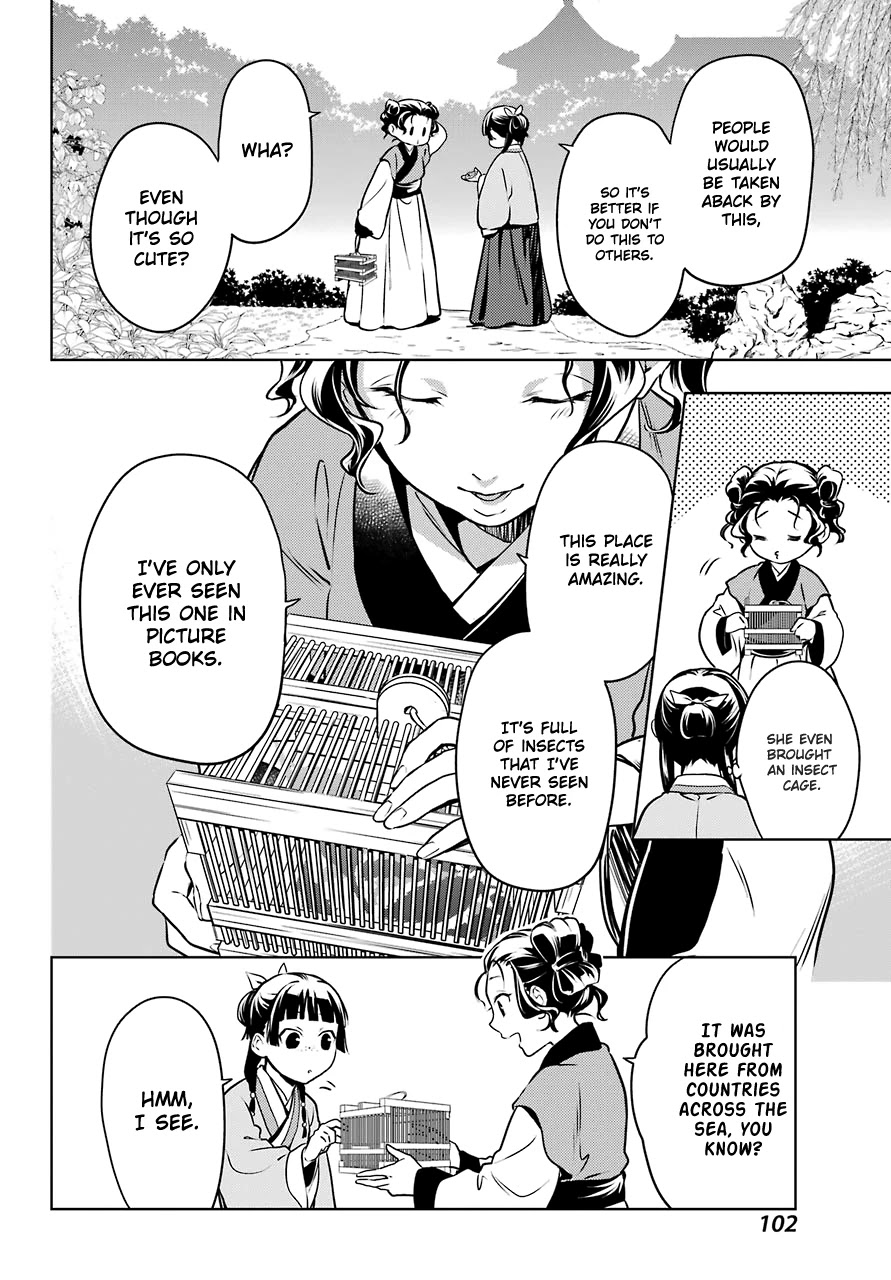 PEOPLE
WOULD
USUALLY
BE TAKEN
ABACK BY
THIS,
SO IT'S
BETTER IF
YOU DON'T
DO THIS TO
OTHERS.
WHA?
EVEN
THOUGH
IT'S SO
CUTE?
SHE EVEN
BROUGHT
AN INSECT
CAGE.
THIS PLACE
IS REALLY
AMAZING.
IT'S FULL
OF INSECTS
THAT I'VE
NEVER SEEN
BEFORE.
I'VE ONLY
EVER SEEN
THIS ONE IN
PICTURE
BOOKS.
IT WAS
BROUGHT
HERE FROM
COUNTRIES
ACROSS THE
SEA, YOU
KNOW?
HMM,
I SEE.
102